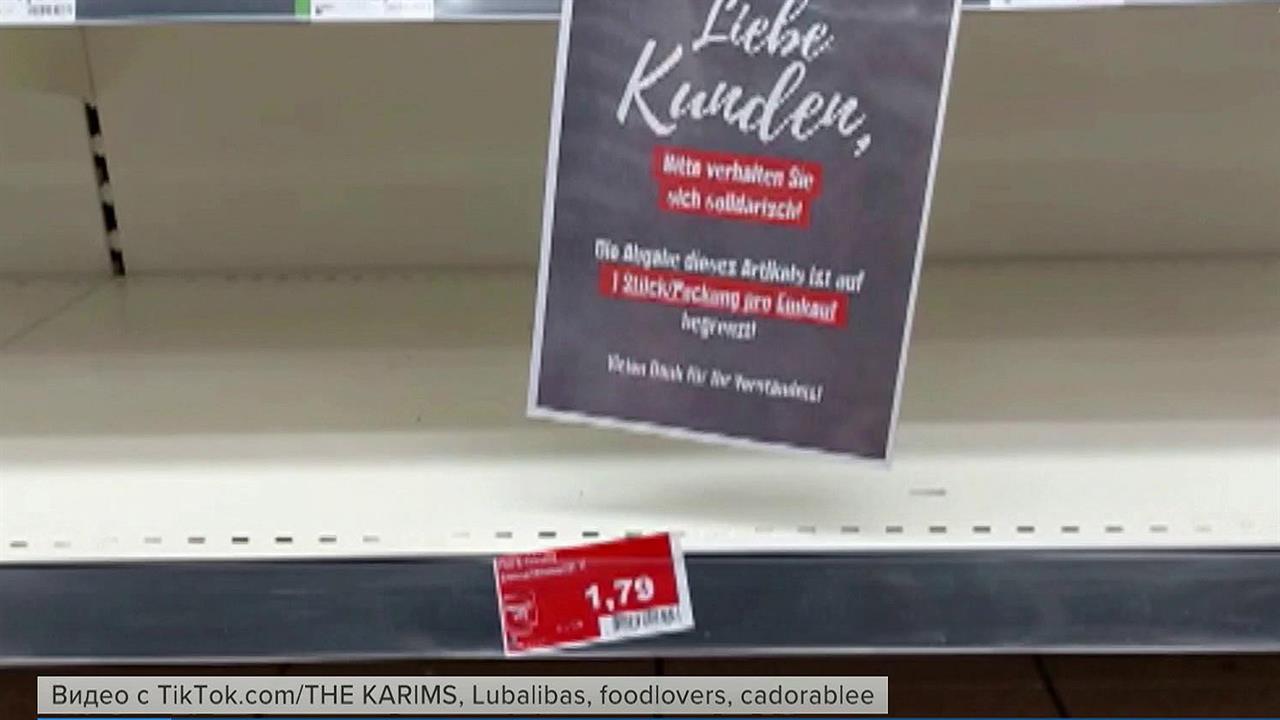 Liebe
Kunden,
Bitte verhalten Sie
sich solidarisch!
Die Abgabe dieses Artikels ist auf
1 Stück/Packung pro Einkauf
begrenzt!
Vielen Dank für Ihr Verständnis!
1,79
Видео с TikTok.com/THE KARIMS, Lubalibas, foodlovers, cadorablee